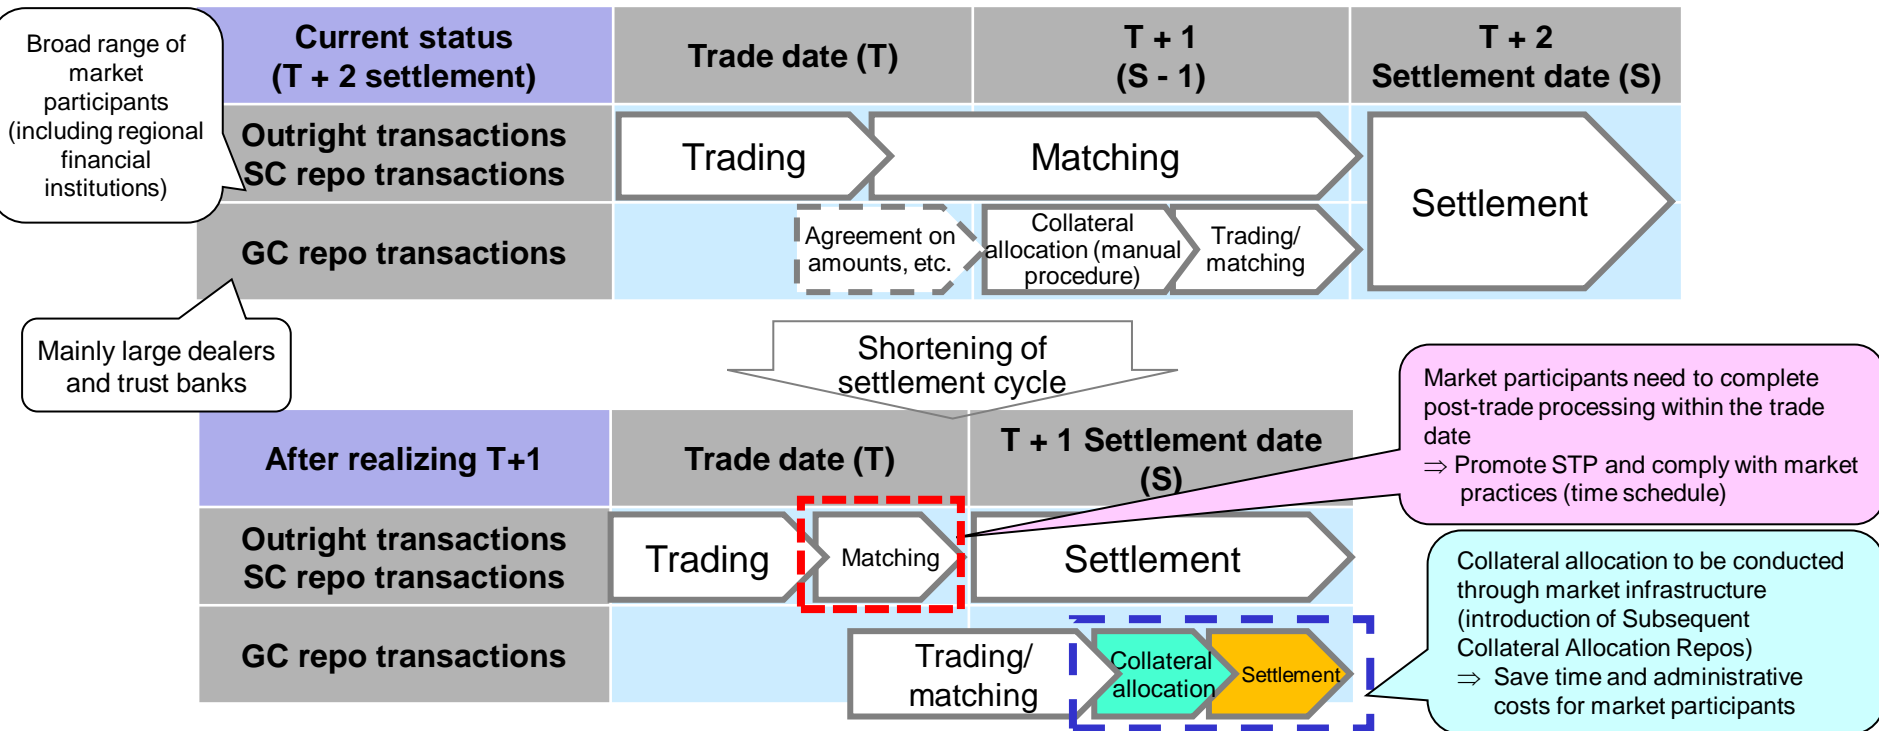 Broad range of
market
participants
(including regional
financial
institutions)
Current status
(T + 2 settlement)
Trade date (T)
T + 1
(S - 1)
T + 2
Settlement date (S)
Outright transactions
SC repo transactions
Trading
Matching
Settlement
GC repo transactions
Agreement on
amounts, etc.
Collateral
allocation (manual
procedure)
Trading/
matching
Mainly large dealers
and trust banks
Shortening of
settlement cycle
Market participants need to complete
post-trade processing within the trade
date
⇒ Promote STP and comply with market
practices (time schedule)
After realizing T+1
Trade date (T)
T + 1 Settlement date
(S)
Outright transactions
SC repo transactions
Trading
Matching
Settlement
GC repo transactions
Trading/
matching
Collateral
allocation
Settlement
Collateral allocation to be conducted
through market infrastructure
(introduction of Subsequent
Collateral Allocation Repos)
⇒ Save time and administrative
costs for market participants